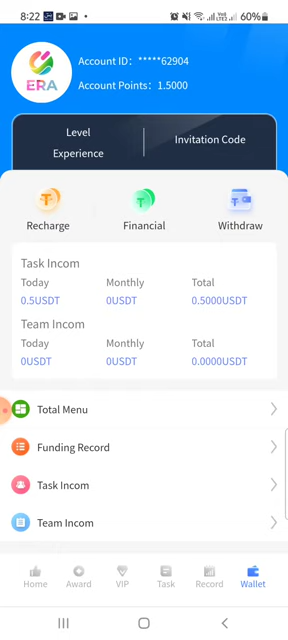 8:22
60%
ERA
Account ID: *****62904
Account Points: 1.5000
Level
Experience
Invitation Code
Recharge
Financial
Withdraw
Task Incom
Today
Monthly
Total
0.5USDT
0USDT
0.5000USDT
Team Incom
Today
Monthly
Total
0USDT
0USDT
0.0000USDT
Total Menu
Funding Record
Task Incom
Team Incom
Home
Award
VIP
Task
Record
Wallet